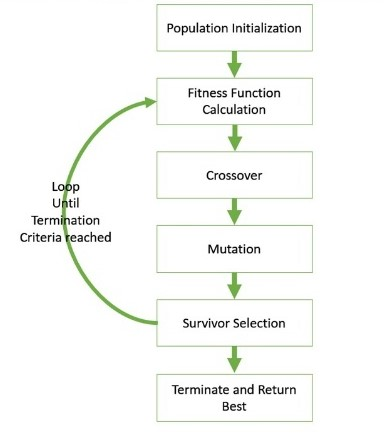 Population Initialization
Fitness Function
Calculation
Crossover
Loop
Until
Termination
Criteria reached
Mutation
Survivor Selection
Terminate and Return
Best